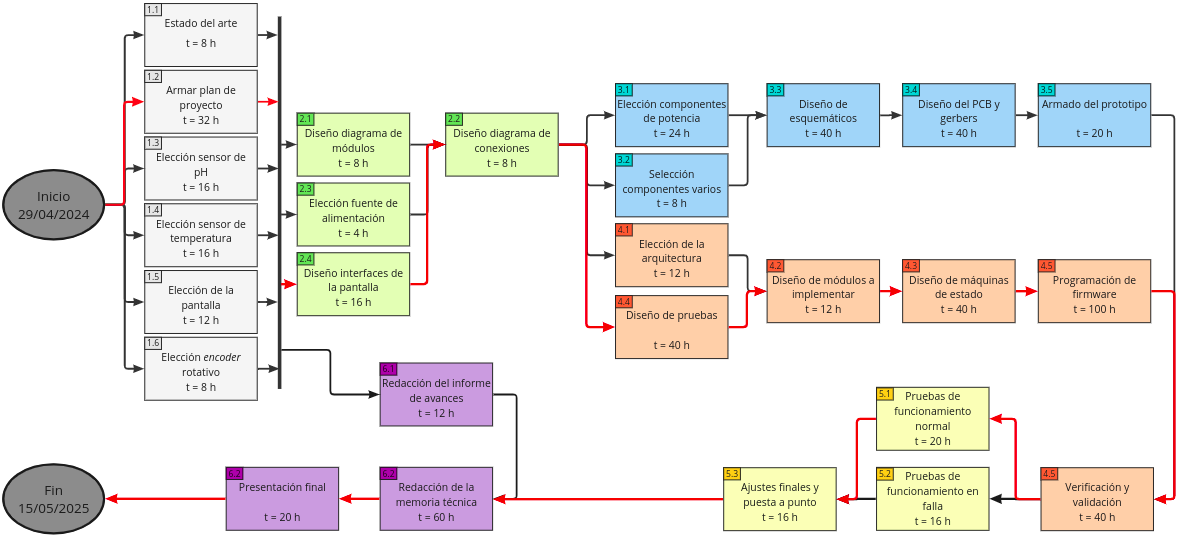 1.1
Estado del arte
t = 8 h
1.2
Armar plan de
proyecto
t = 32 h
1.3
Elección sensor de
pH
t = 16 h
1.4
Elección sensor de
temperatura
t = 16 h
1.5
Elección de la
pantalla
t = 12 h
1.6
Elección encoder
rotativo
t = 8 h
Inicio
29/04/2024
2.1
Diseño diagrama de
módulos
t = 8 h
2.3
Elección fuente de
alimentación
t = 4 h
2.4
Diseño interfaces de
la pantalla
t = 16 h
2.2
Diseño diagrama de
conexiones
t = 8 h
3.1
Elección componentes
de potencia
t = 24 h
3.2
Selección
componentes varios
t = 8 h
3.3
Diseño de
esquemáticos
t = 40 h
3.4
Diseño del PCB y
gerbers
t = 40 h
3.5
Armado del prototipo
t = 20 h
4.1
Elección de la
arquitectura
t = 12 h
4.4
Diseño de pruebas
t = 40 h
4.2
Diseño de módulos a
implementar
t = 12 h
4.3
Diseño de máquinas
de estado
t = 40 h
4.5
Programación de
firmware
t = 100 h
6.1
Redacción del informe
de avances
t = 12 h
5.1
Pruebas de
funcionamiento
normal
t = 20 h
5.2
Pruebas de
funcionamiento en
falla
t = 16 h
4.5
Verificación y
validación
t = 40 h
5.3
Ajustes finales y
puesta a punto
t = 16 h
6.2
Redacción de la
memoria técnica
t = 60 h
6.2
Presentación final
t = 20 h
Fin
15/05/2025